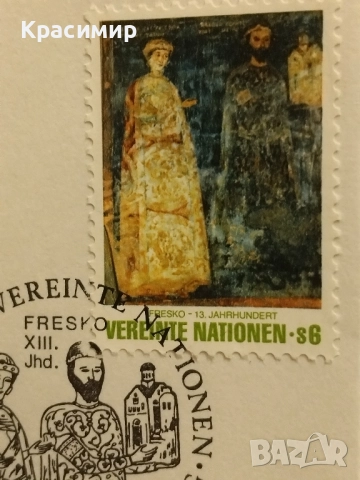 Красимир
FRESKO - 13. JAHRHUNDERT
VEREINTE NATIONEN·s6
VEREINTE NATIONEN·
FRESKO
XIII.
Jhd.
BAZAR